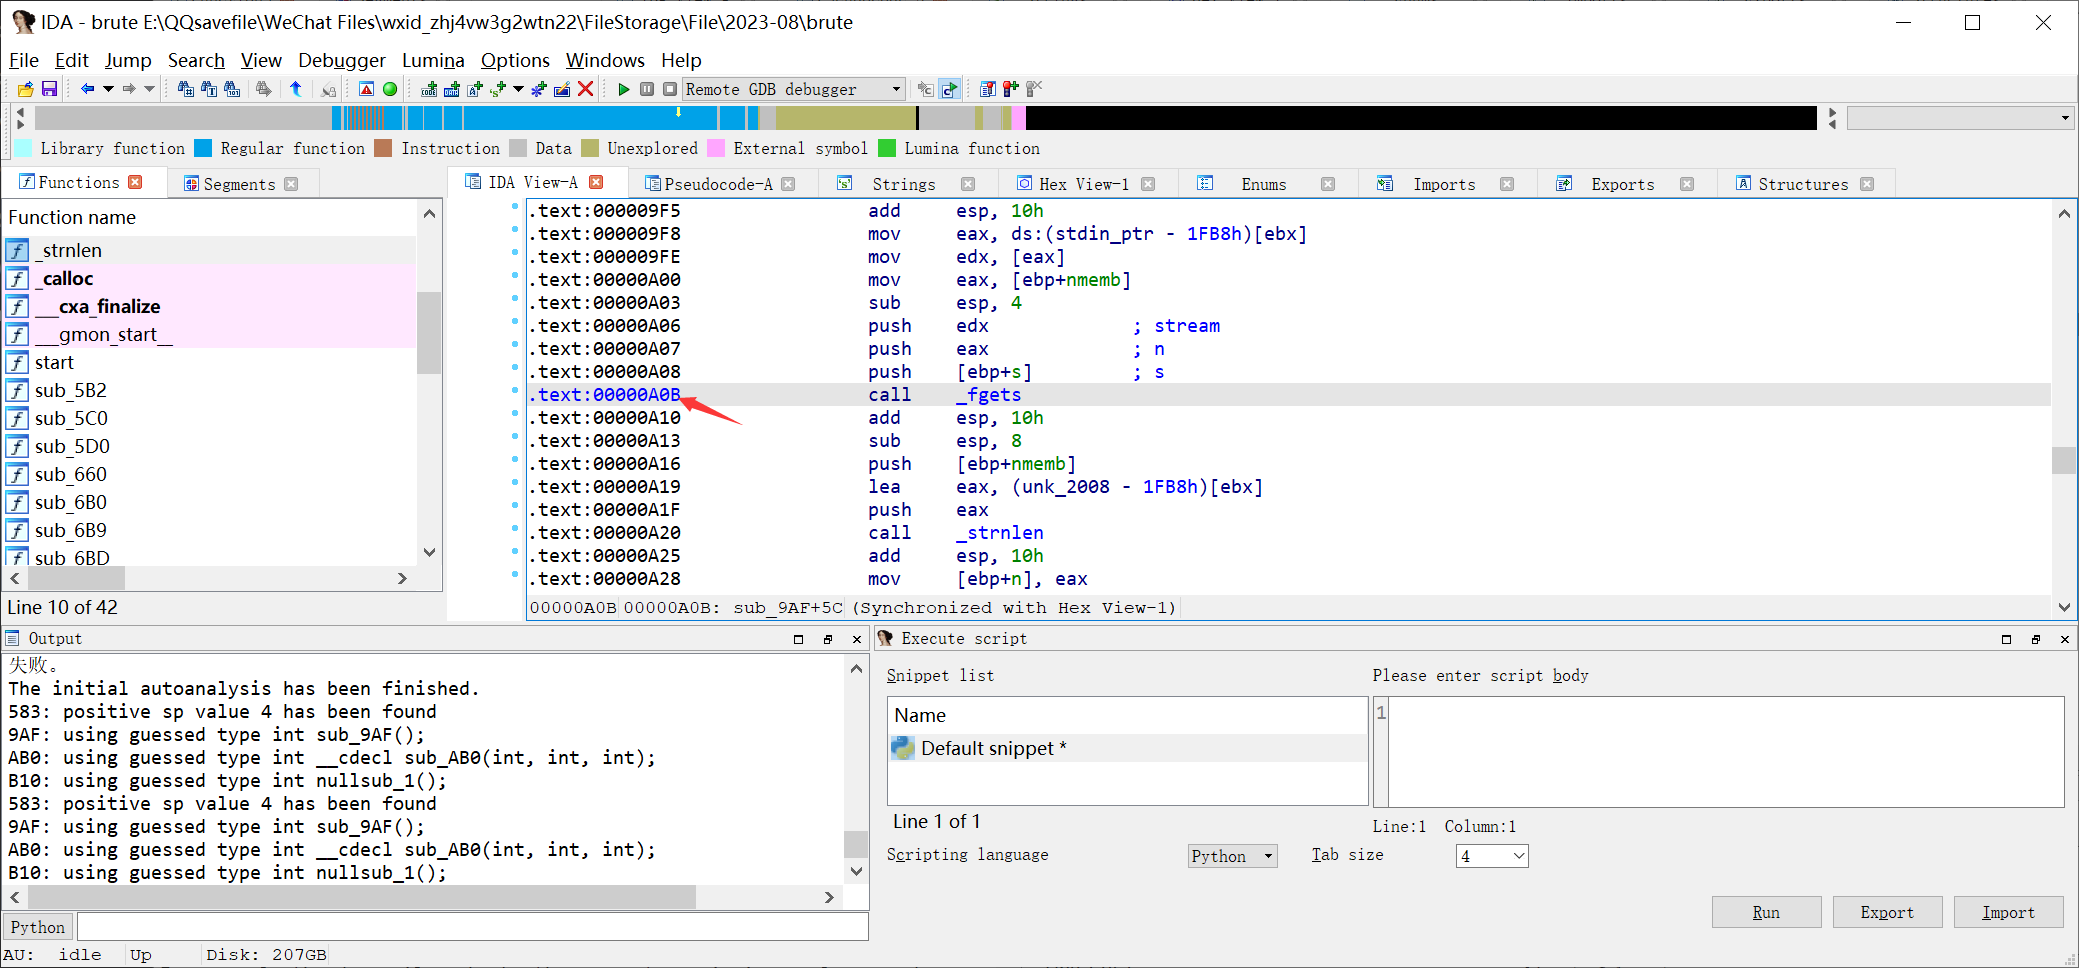 IDA - brute E:\QQsavefile\WeChat Files\wxid_zhj4vw3g2wtn22\FileStorage\File\2023-08\brute
File Edit Jump Search View Debugger Lumina Options Windows Help
Remote GDB debugger
Library function Regular function Instruction Data Unexplored External symbol Lumina function
Functions Segments IDA View-A Pseudocode-A Strings Hex View-1 Enums Imports Exports Structures
Function name
_strnlen
_calloc
__cxa_finalize
__gmon_start__
start
sub_5B2
sub_5C0
sub_5D0
sub_660
sub_6B0
sub_6B9
sub_6BD
Line 10 of 42
.text:000009F5 add esp, 10h
.text:000009F8 mov eax, ds:(stdin_ptr - 1FB8h)[ebx]
.text:000009FE mov edx, [eax]
.text:00000A00 mov eax, [ebp+nmemb]
.text:00000A03 sub esp, 4
.text:00000A06 push edx ; stream
.text:00000A07 push eax ; n
.text:00000A08 push [ebp+s] ; s
.text:00000A0B call _fgets
.text:00000A10 add esp, 10h
.text:00000A13 sub esp, 8
.text:00000A16 push [ebp+nmemb]
.text:00000A19 lea eax, (unk_2008 - 1FB8h)[ebx]
.text:00000A1F push eax
.text:00000A20 call _strnlen
.text:00000A25 add esp, 10h
.text:00000A28 mov [ebp+n], eax
00000A0B 00000A0B: sub_9AF+5C (Synchronized with Hex View-1)
Output
失败。
The initial autoanalysis has been finished.
583: positive sp value 4 has been found
9AF: using guessed type int sub_9AF();
AB0: using guessed type int __cdecl sub_AB0(int, int, int);
B10: using guessed type int nullsub_1();
583: positive sp value 4 has been found
9AF: using guessed type int sub_9AF();
AB0: using guessed type int __cdecl sub_AB0(int, int, int);
B10: using guessed type int nullsub_1();
Python
Execute script
Snippet list
Please enter script body
Name
1
Default snippet *
Line 1 of 1
Line:1 Column:1
Scripting language Python Tab size 4
Run Export Import
AU: idle Up Disk: 207GB